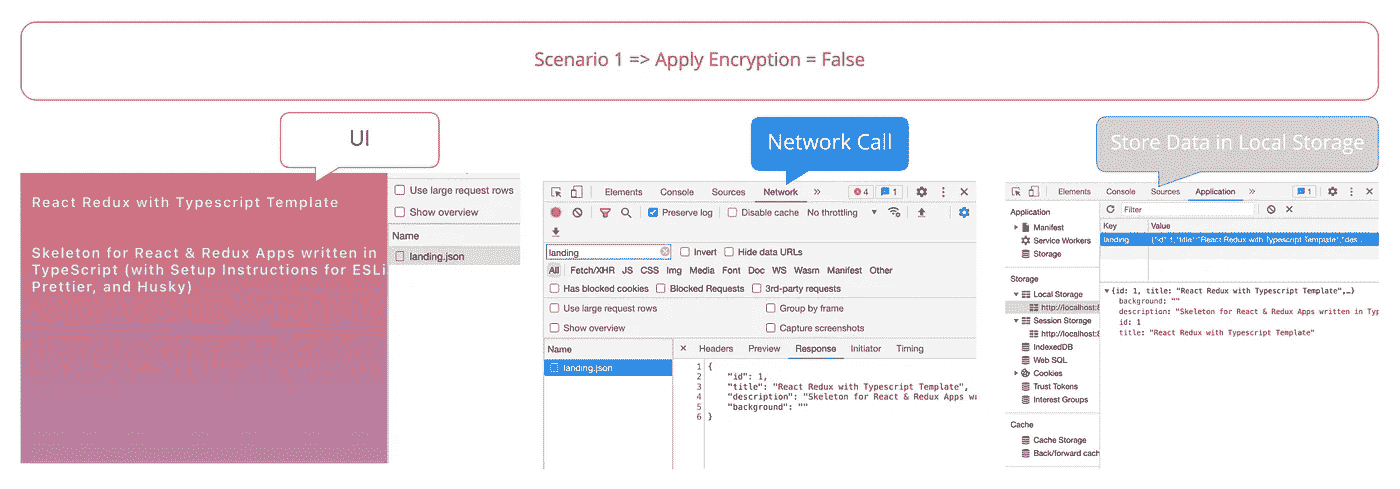 Scenario 1 => Apply Encryption = False
UI
React Redux with Typescript Template
Skeleton for React & Redux Apps written in
TypeScript (with Setup Instructions for ESLi
Prettier, and Husky)
Use large request rows
Show overview
Name
landing.json
Network Call
Elements Console Sources Network » 4 1
Preserve log Disable cache No throttling
landing Invert Hide data URLs
All Fetch/XHR JS CSS Img Media Font Doc WS Wasm Manifest Other
Has blocked cookies Blocked Requests 3rd-party requests
Use large request rows Group by frame
Show overview Capture screenshots
Name × Headers Preview Response Initiator Timing
landing.json
1 {
2 "id": 1,
3 "title": "React Redux with Typescript Template",
4 "description": "Skeleton for React & Redux Apps wr
5 "background": ""
6 }
Store Data in Local Storage
Elements Console Sources Application » 1
Application
Manifest
Service Workers
Storage
Storage
Local Storage
http://localhost:8
Session Storage
http://localhost:8
IndexedDB
Web SQL
Cookies
Trust Tokens
Interest Groups
Cache
Cache Storage
Back/forward cach
Filter
Key Value
landing {"id":1,"title":"React Redux with Typescript Template","des…
{id: 1, title: "React Redux with Typescript Template",…}
background: ""
description: "Skeleton for React & Redux Apps written in Typ
id: 1
title: "React Redux with Typescript Template"